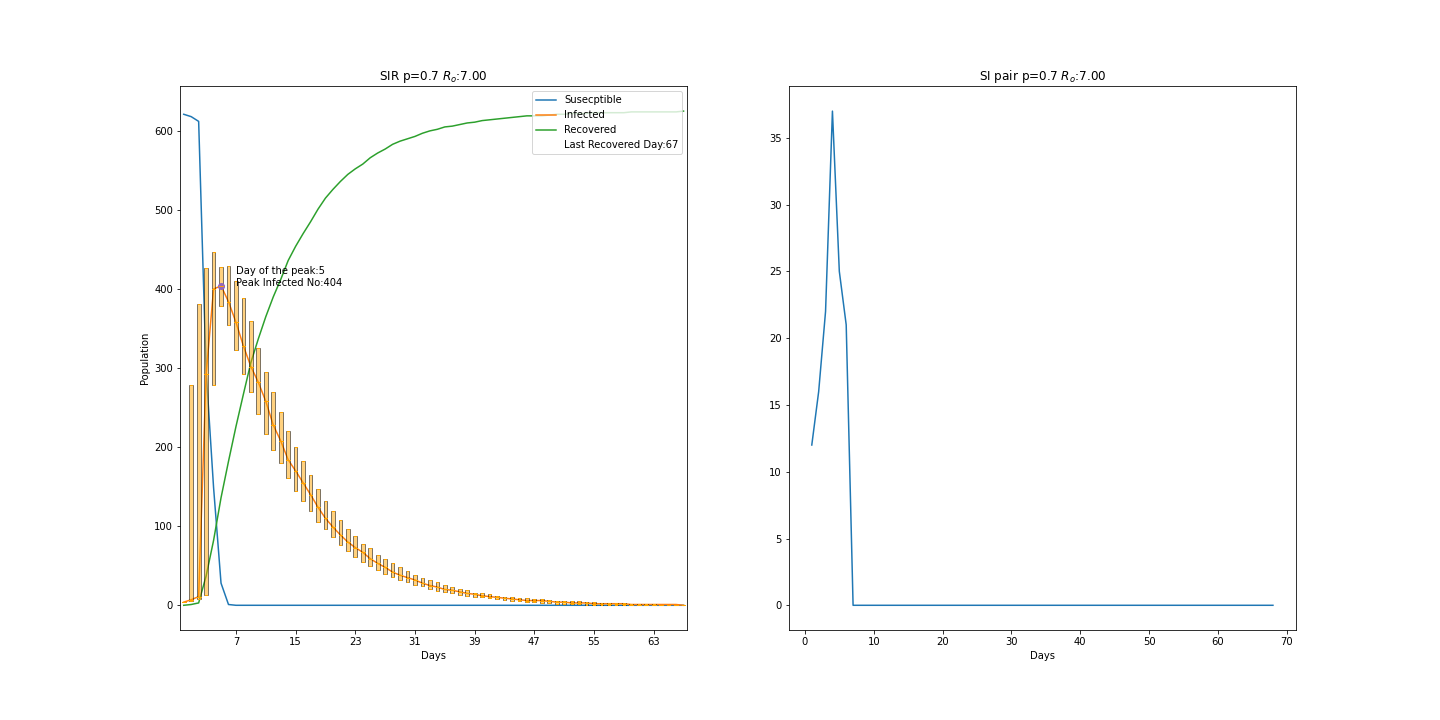 SIR p=0.7 Rₒ:7.00
Susecptible
Infected
Recovered
Last Recovered Day:67
Day of the peak:5
Peak Infected No:404
Population
600
500
400
300
200
100
0
7 15 23 31 39 47 55 63
Days
SI pair p=0.7 Rₒ:7.00
35
30
25
20
15
10
5
0
0 10 20 30 40 50 60 70
Days